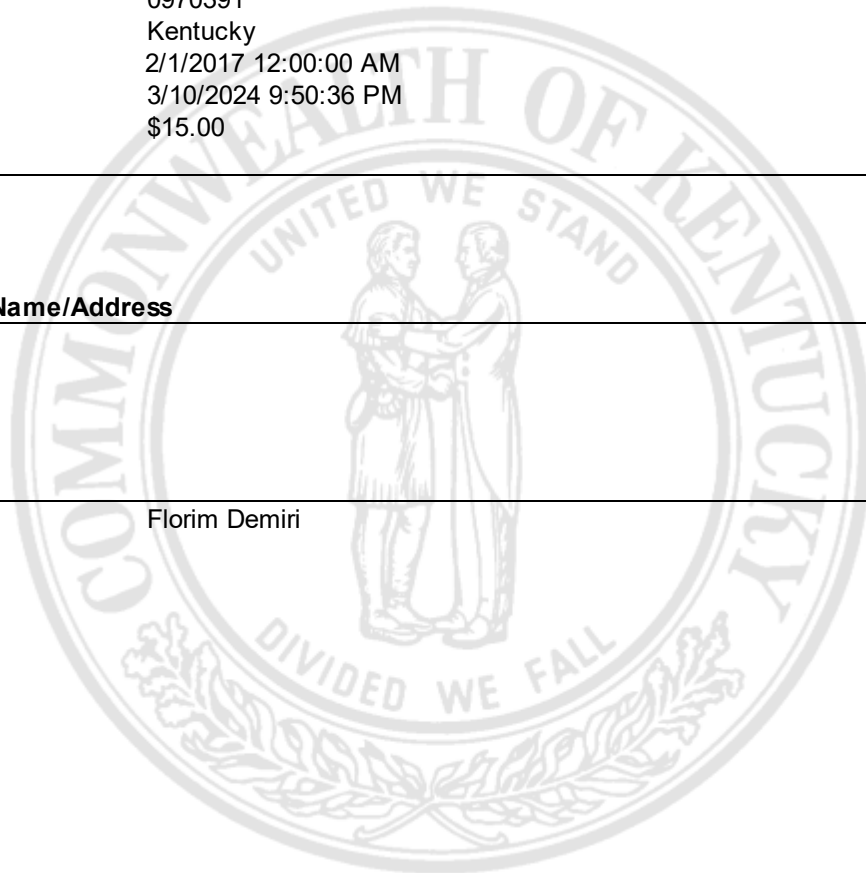 Kentucky
2/1/2017 12:00:00 AM
3/10/2024 9:50:36 PM
$15.00
COMMONWEALTH OF KENTUCKY
UNITED WE STAND
Name/Address
Florim Demiri
DIVIDED WE FALL